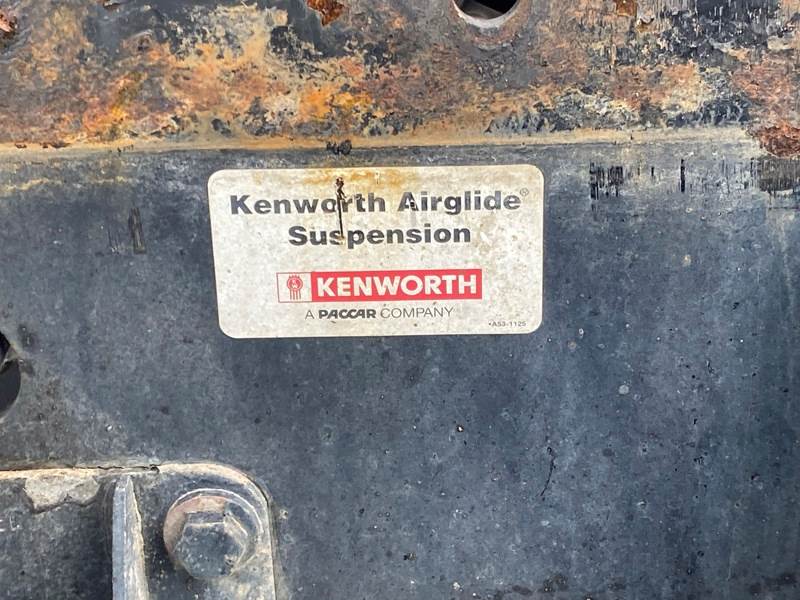 Kenworth Airglide®
Suspension
KENWORTH
A PACCAR COMPANY
•A53-1125